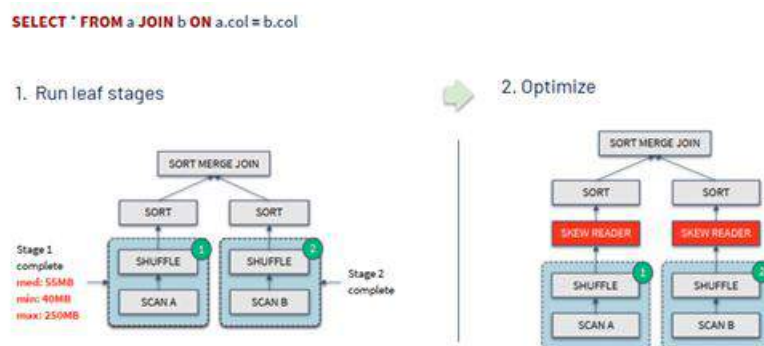 SELECT * FROM a JOIN b ON a.col = b.col
1. Run leaf stages
SORT MERGE JOIN
SORT
SORT
Stage 1
complete
med: 55MB
min: 40MB
max: 250MB
SHUFFLE
1
SCAN A
SHUFFLE
2
SCAN B
Stage 2
complete
2. Optimize
SORT MERGE JOIN
SORT
SORT
SKEW READER
SKEW READER
SHUFFLE
1
SCAN A
SHUFFLE
2
SCAN B